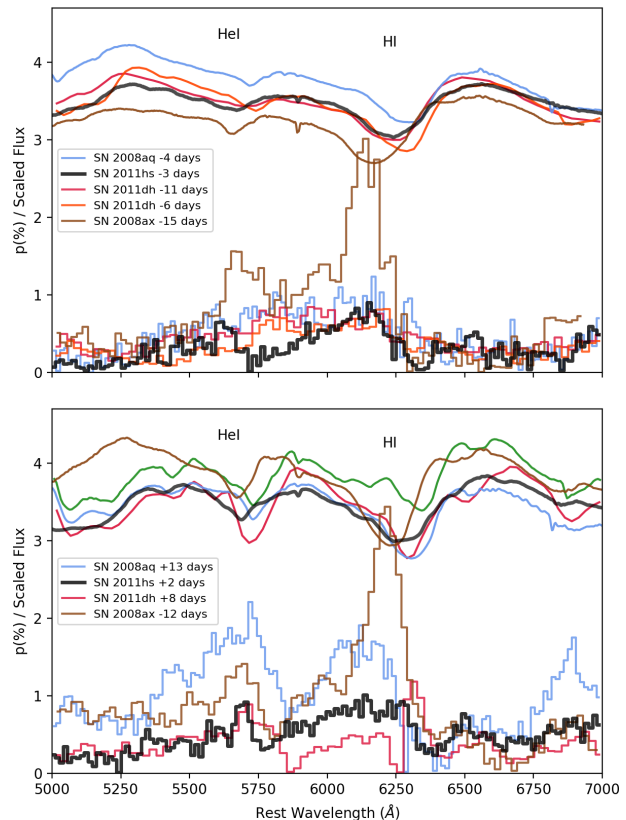 HeI
HI
4
3
2
1
0
p(%) / Scaled Flux
SN 2008aq -4 days
SN 2011hs -3 days
SN 2011dh -11 days
SN 2011dh -6 days
SN 2008ax -15 days
HeI
HI
4
3
2
1
0
p(%) / Scaled Flux
SN 2008aq +13 days
SN 2011hs +2 days
SN 2011dh +8 days
SN 2008ax -12 days
5000 5250 5500 5750 6000 6250 6500 6750 7000
Rest Wavelength (Å)